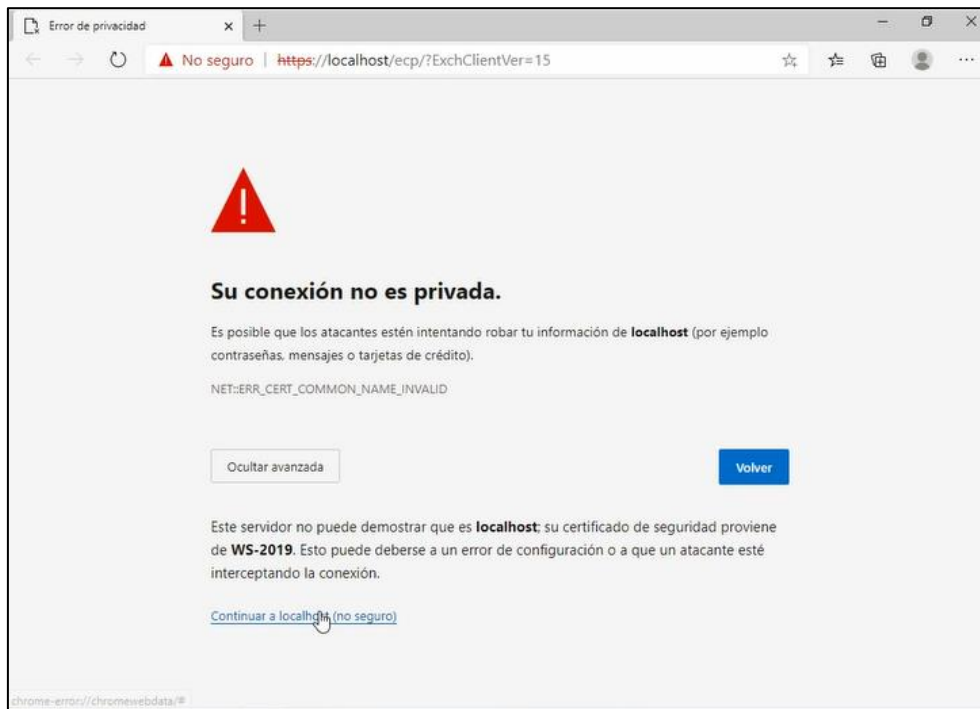 Error de privacidad
No seguro | https://localhost/ecp/?ExchClientVer=15
Su conexión no es privada.
Es posible que los atacantes estén intentando robar tu información de localhost (por ejemplo
contraseñas, mensajes o tarjetas de crédito).
NET::ERR_CERT_COMMON_NAME_INVALID
Ocultar avanzada
Volver
Este servidor no puede demostrar que es localhost; su certificado de seguridad proviene
de WS-2019. Esto puede deberse a un error de configuración o a que un atacante esté
interceptando la conexión.
Continuar a localhost (no seguro)
chrome-error://chromewebdata/#